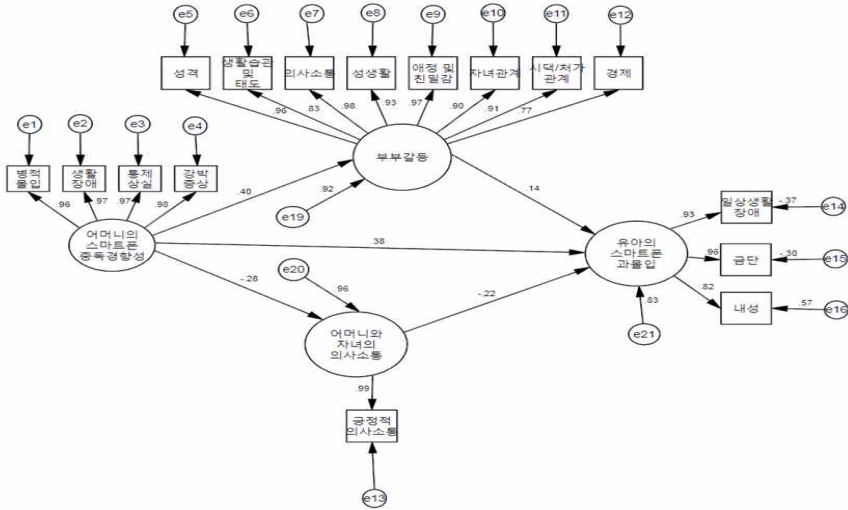 e5
e6
e7
e8
e9
e10
e11
e12
성격
생활습관
및
태도
의사소통
성생활
애정 및
친밀감
자녀관계
시댁/처가
관계
경제
.96
.83
.98
.93
.97
.90
.91
.77
e1
e2
e3
e4
병적
몰입
생활
장애
통제
상실
강박
증상
.96
.97
.97
.98
부부갈등
.92
e19
.40
.14
어머니의
스마트폰
중독경향성
.38
-.28
e20
.96
-.22
어머니와
자녀의
의사소통
.99
긍정적
의사소통
e13
유아의
스마트폰
과몰입
.83
e21
.93
.96
.82
일상생활
장애
-.37
e14
금단
-.30
e15
내성
.57
e16